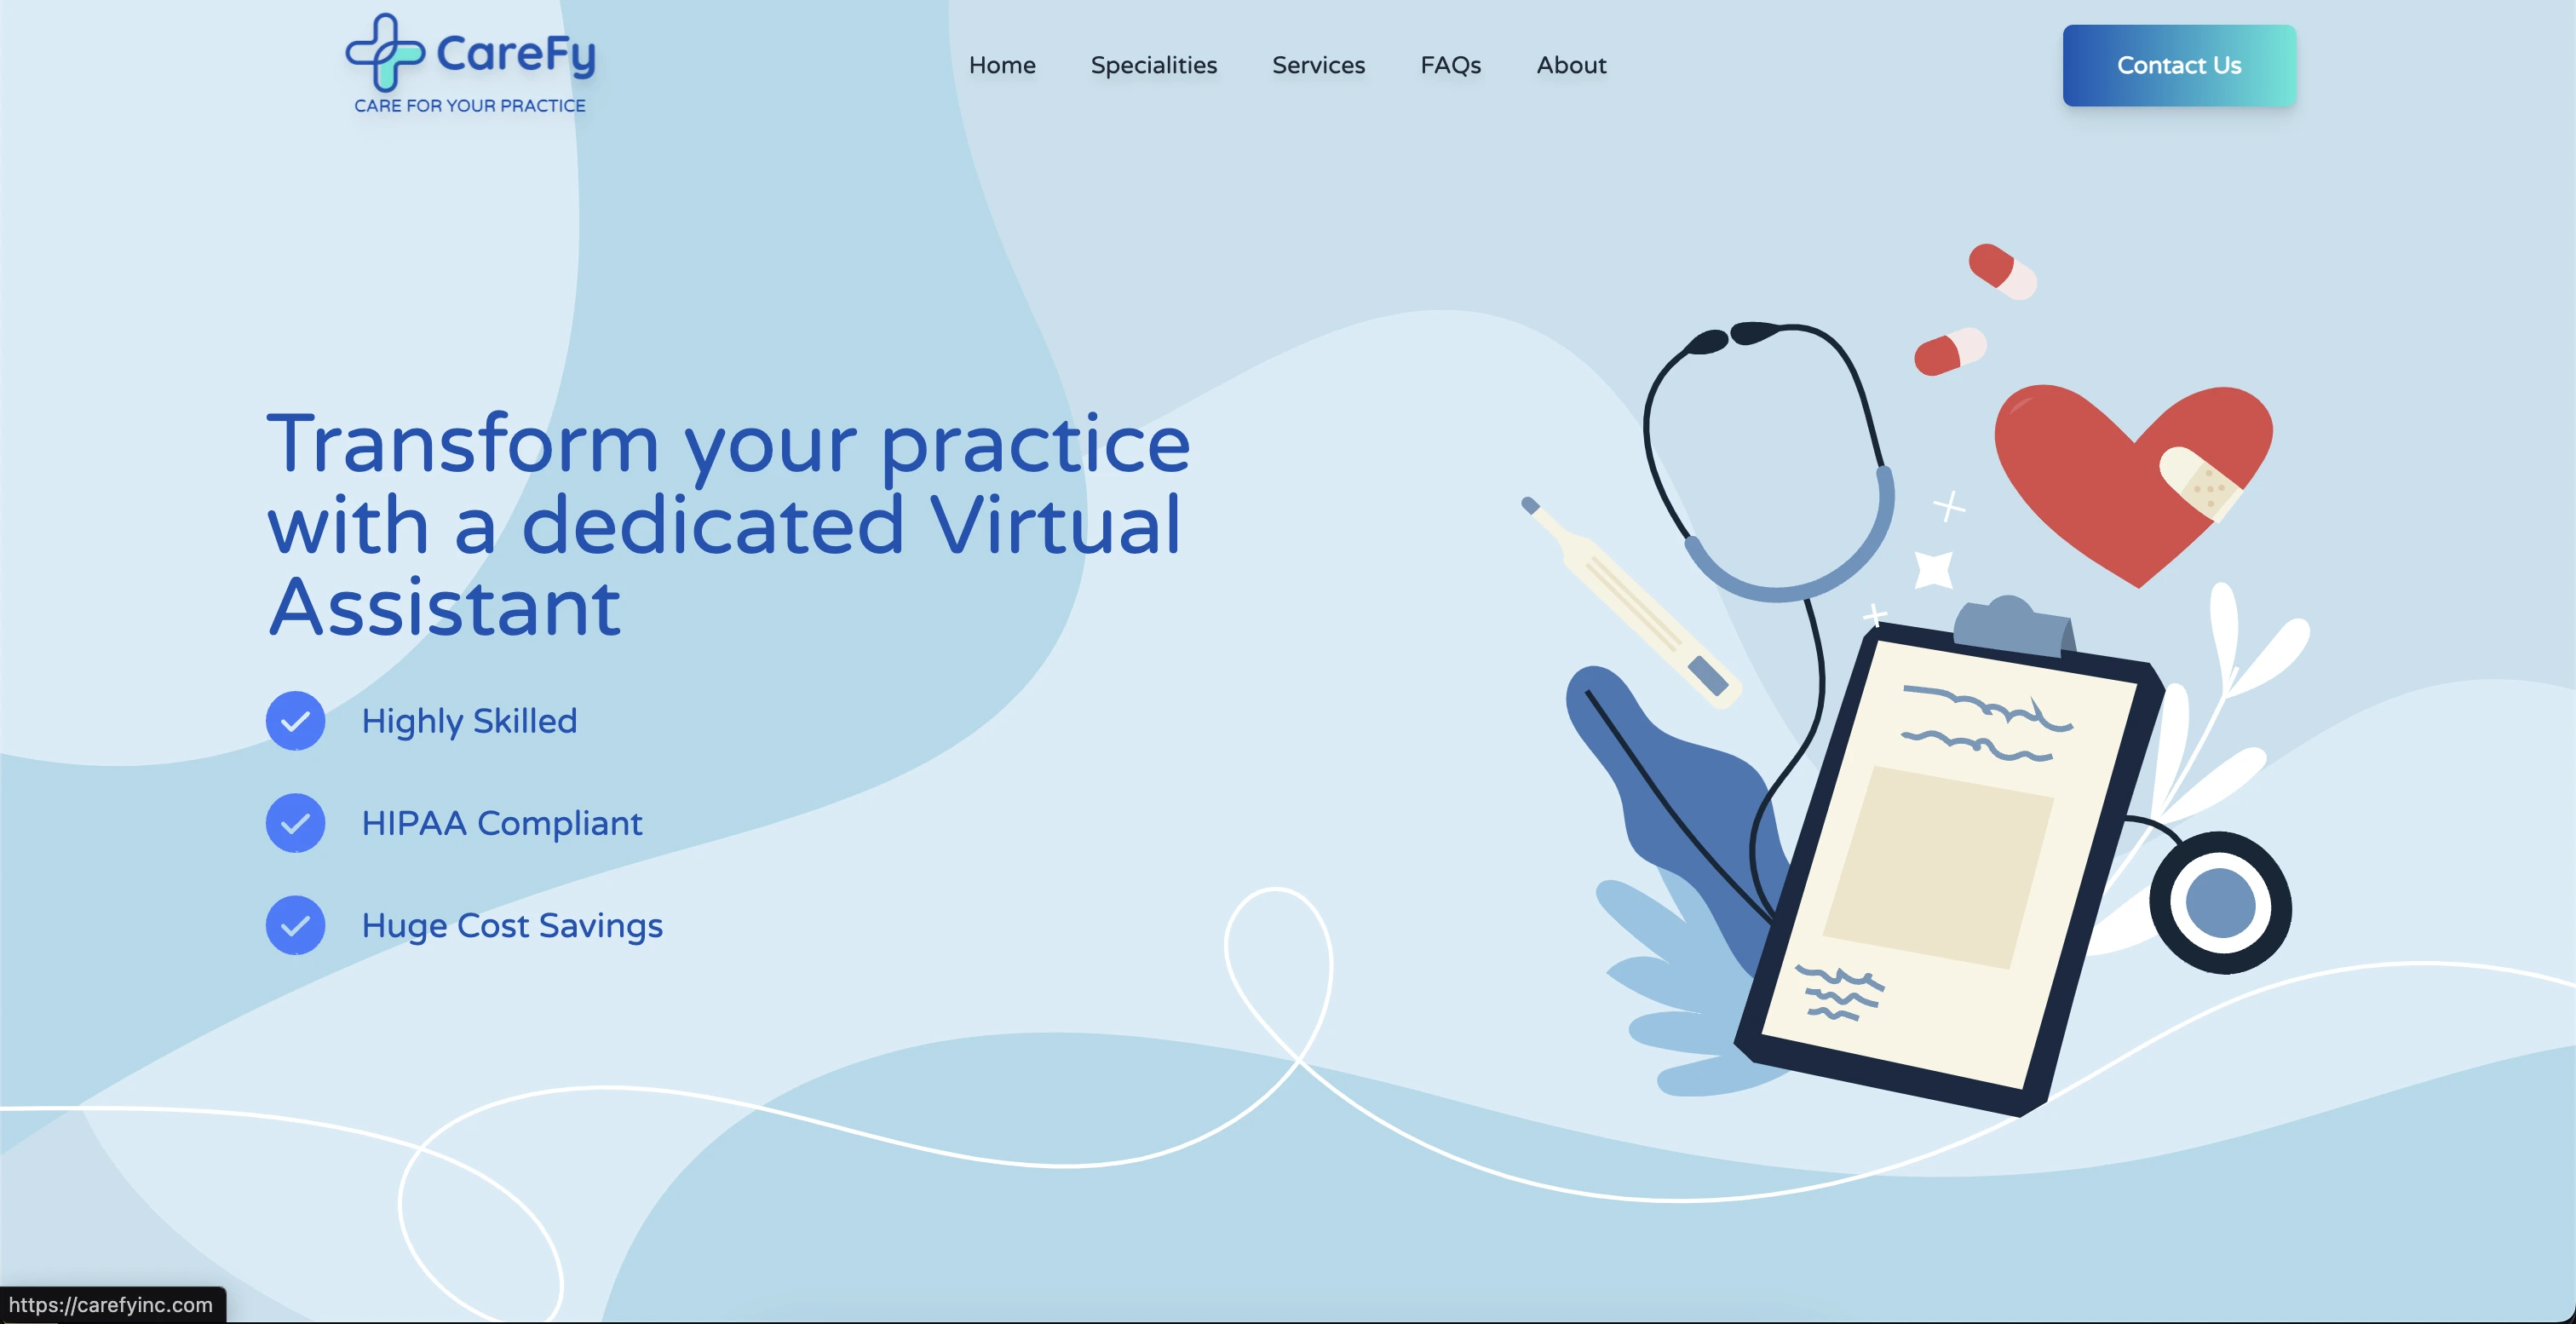 CareFy
CARE FOR YOUR PRACTICE
Home
Specialities
Services
FAQs
About
Contact Us
Transform your practice
with a dedicated Virtual
Assistant
Highly Skilled
HIPAA Compliant
Huge Cost Savings
https://carefyinc.com